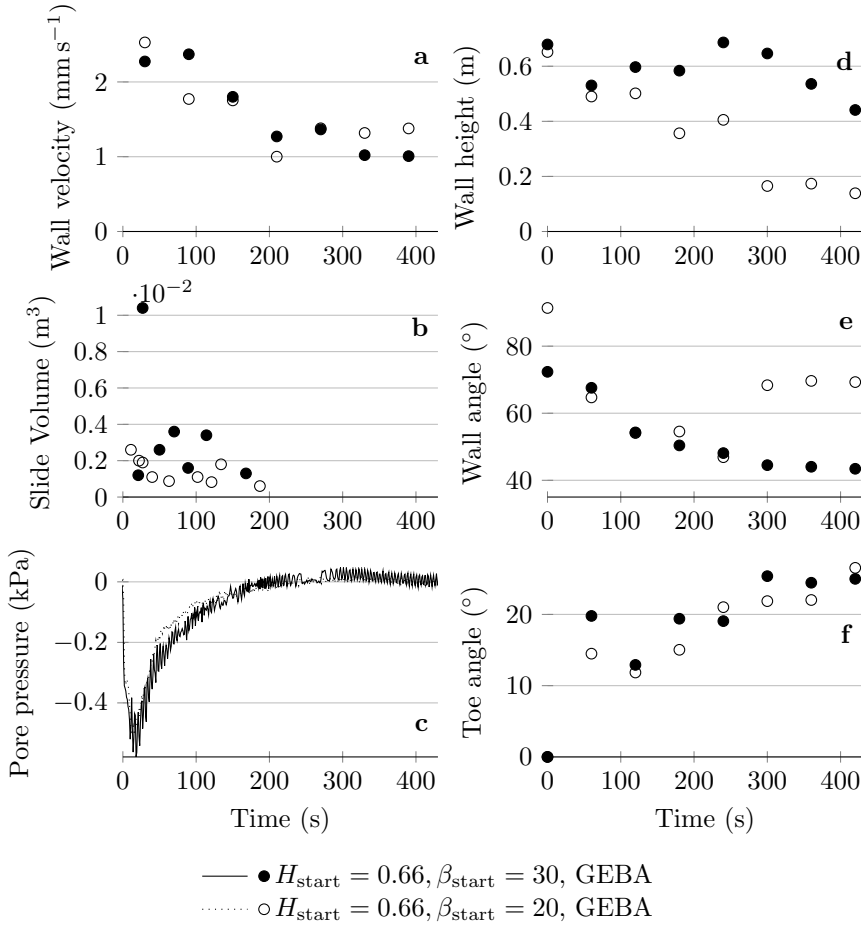 a
Wall velocity (mm s⁻¹)
2
1
0
0 100 200 300 400
d
Wall height (m)
0.6
0.4
0.2
0
0 100 200 300 400
·10⁻²
b
Slide Volume (m³)
1
0.8
0.6
0.4
0.2
0
0 100 200 300 400
e
Wall angle (°)
80
60
40
0 100 200 300 400
c
Pore pressure (kPa)
0
−0.2
−0.4
0 100 200 300 400
Time (s)
f
Toe angle (°)
20
10
0
0 100 200 300 400
Time (s)
H_start = 0.66, β_start = 30, GEBA
H_start = 0.66, β_start = 20, GEBA